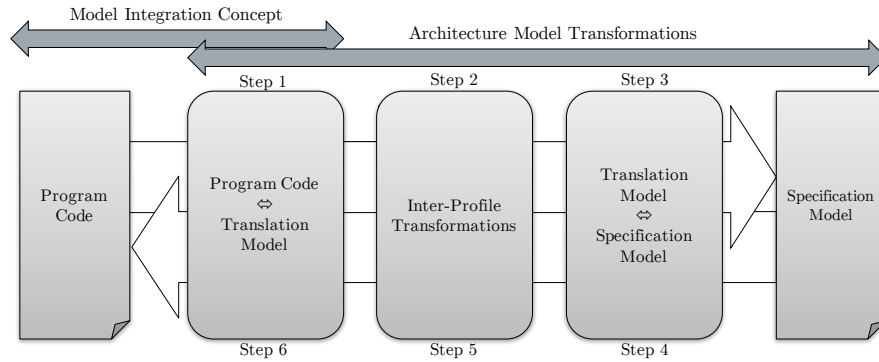 Model Integration Concept
Architecture Model Transformations
Step 1
Step 2
Step 3
Program
Code
Program Code
⇔
Translation
Model
Inter-Profile
Transformations
Translation
Model
⇔
Specification
Model
Specification
Model
Step 6
Step 5
Step 4